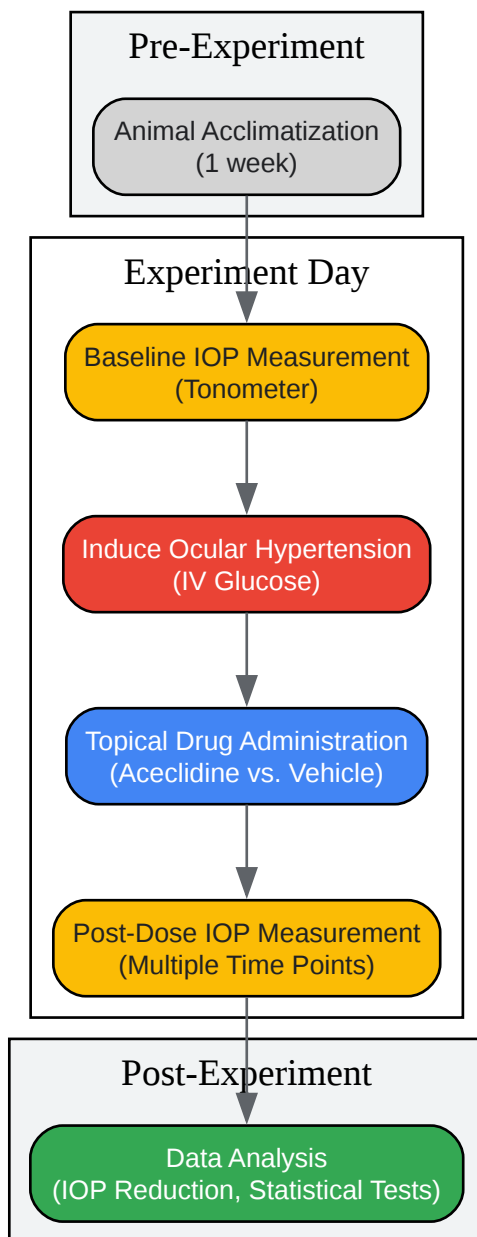 Pre-Experiment
Animal Acclimatization
(1 week)
Experiment Day
Baseline IOP Measurement
(Tonometer)
Induce Ocular Hypertension
(IV Glucose)
Topical Drug Administration
(Aceclidine vs. Vehicle)
Post-Dose IOP Measurement
(Multiple Time Points)
Post-Experiment
Data Analysis
(IOP Reduction, Statistical Tests)